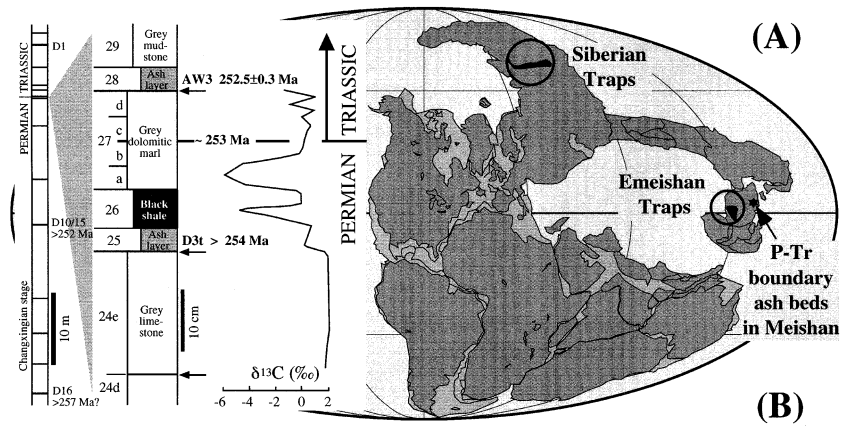 PERMIAN
TRIASSIC
Changxingian stage
D1
D10/15
>252 Ma
D16
>257 Ma?
10 m
29
Grey
mud-
stone
28
Ash
layer
AW3 252.5±0.3 Ma
27
d
c
b
a
Grey
dolomitic
marl
~ 253 Ma
26
Black
shale
25
Ash
layer
D3t > 254 Ma
24e
Grey
lime-
stone
10 cm
24d
δ13C (‰)
-6
-4
-2
0
2
PERMIAN
TRIASSIC
(A)
Siberian
Traps
Emeishan
Traps
P-Tr
boundary
ash beds
in Meishan
(B)